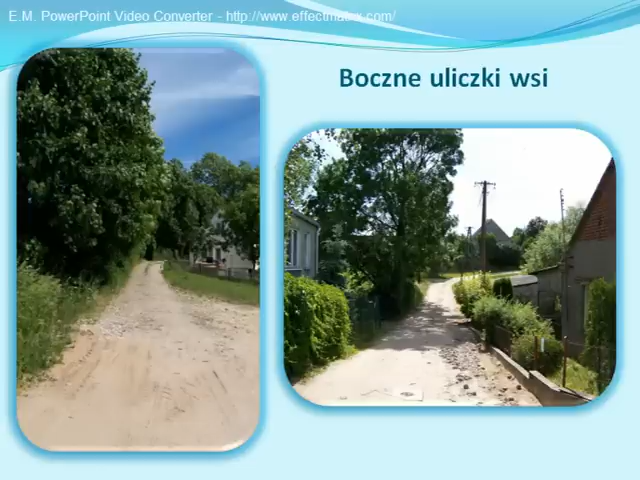 E.M. PowerPoint Video Converter - http://www.effectmatrix.com/
Boczne uliczki wsi